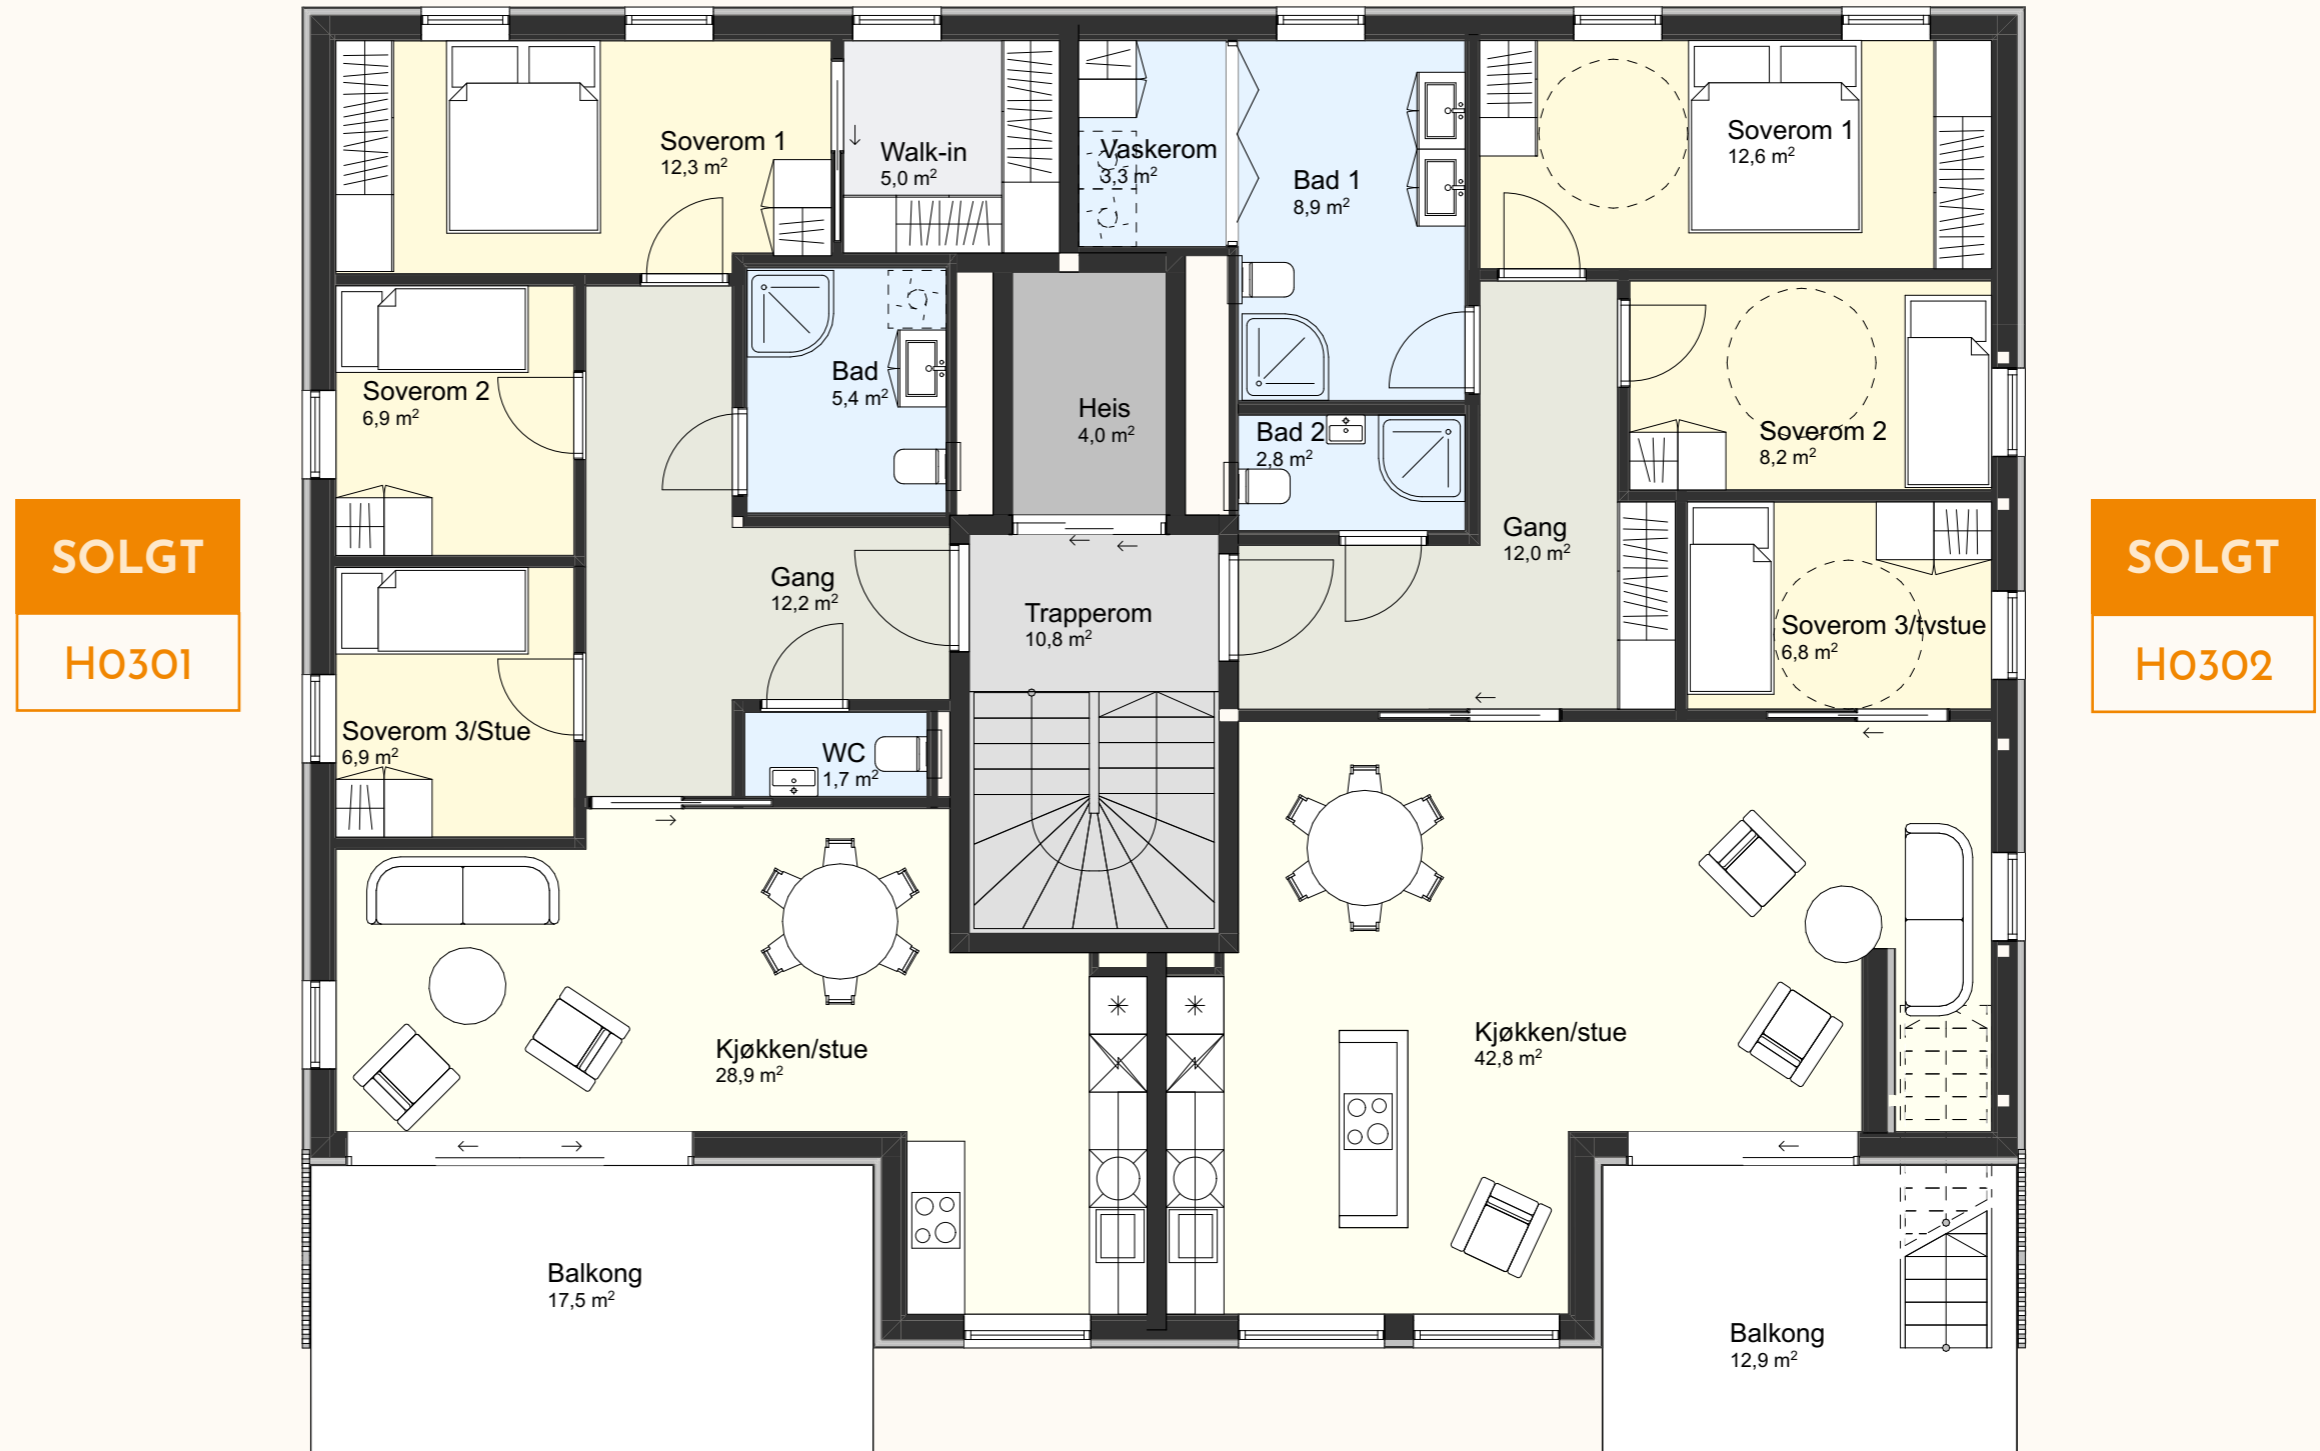 Soverom 1
12,3 m²
Walk-in
5,0 m²
Vaskerom
3,3 m²
Bad 1
8,9 m²
Soverom 1
12,6 m²
Soverom 2
6,9 m²
Bad
5,4 m²
Heis
4,0 m²
Bad 2
2,8 m²
Soverom 2
8,2 m²
SOLGT
H0301
Gang
12,2 m²
Trapperom
10,8 m²
Gang
12,0 m²
Soverom 3/tvstue
6,8 m²
SOLGT
H0302
Soverom 3/Stue
6,9 m²
WC
1,7 m²
Kjøkken/stue
28,9 m²
Kjøkken/stue
42,8 m²
Balkong
17,5 m²
Balkong
12,9 m²